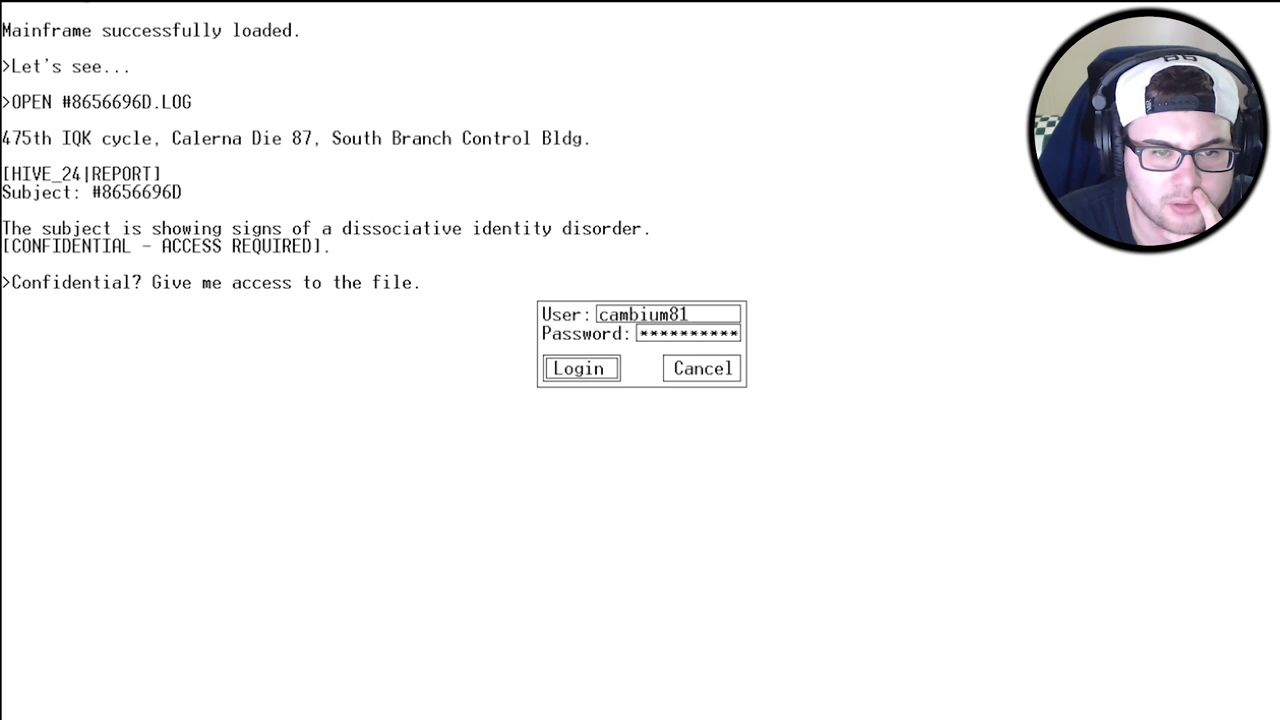 Mainframe successfully loaded.
>Let's see...
>OPEN #8656696D.LOG
475th IQK cycle, Calerna Die 87, South Branch Control Bldg.
[HIVE_24|REPORT]
Subject: #8656696D
The subject is showing signs of a dissociative identity disorder.
[CONFIDENTIAL - ACCESS REQUIRED].
>Confidential? Give me access to the file.
User: cambium81
Password: **********
Login Cancel